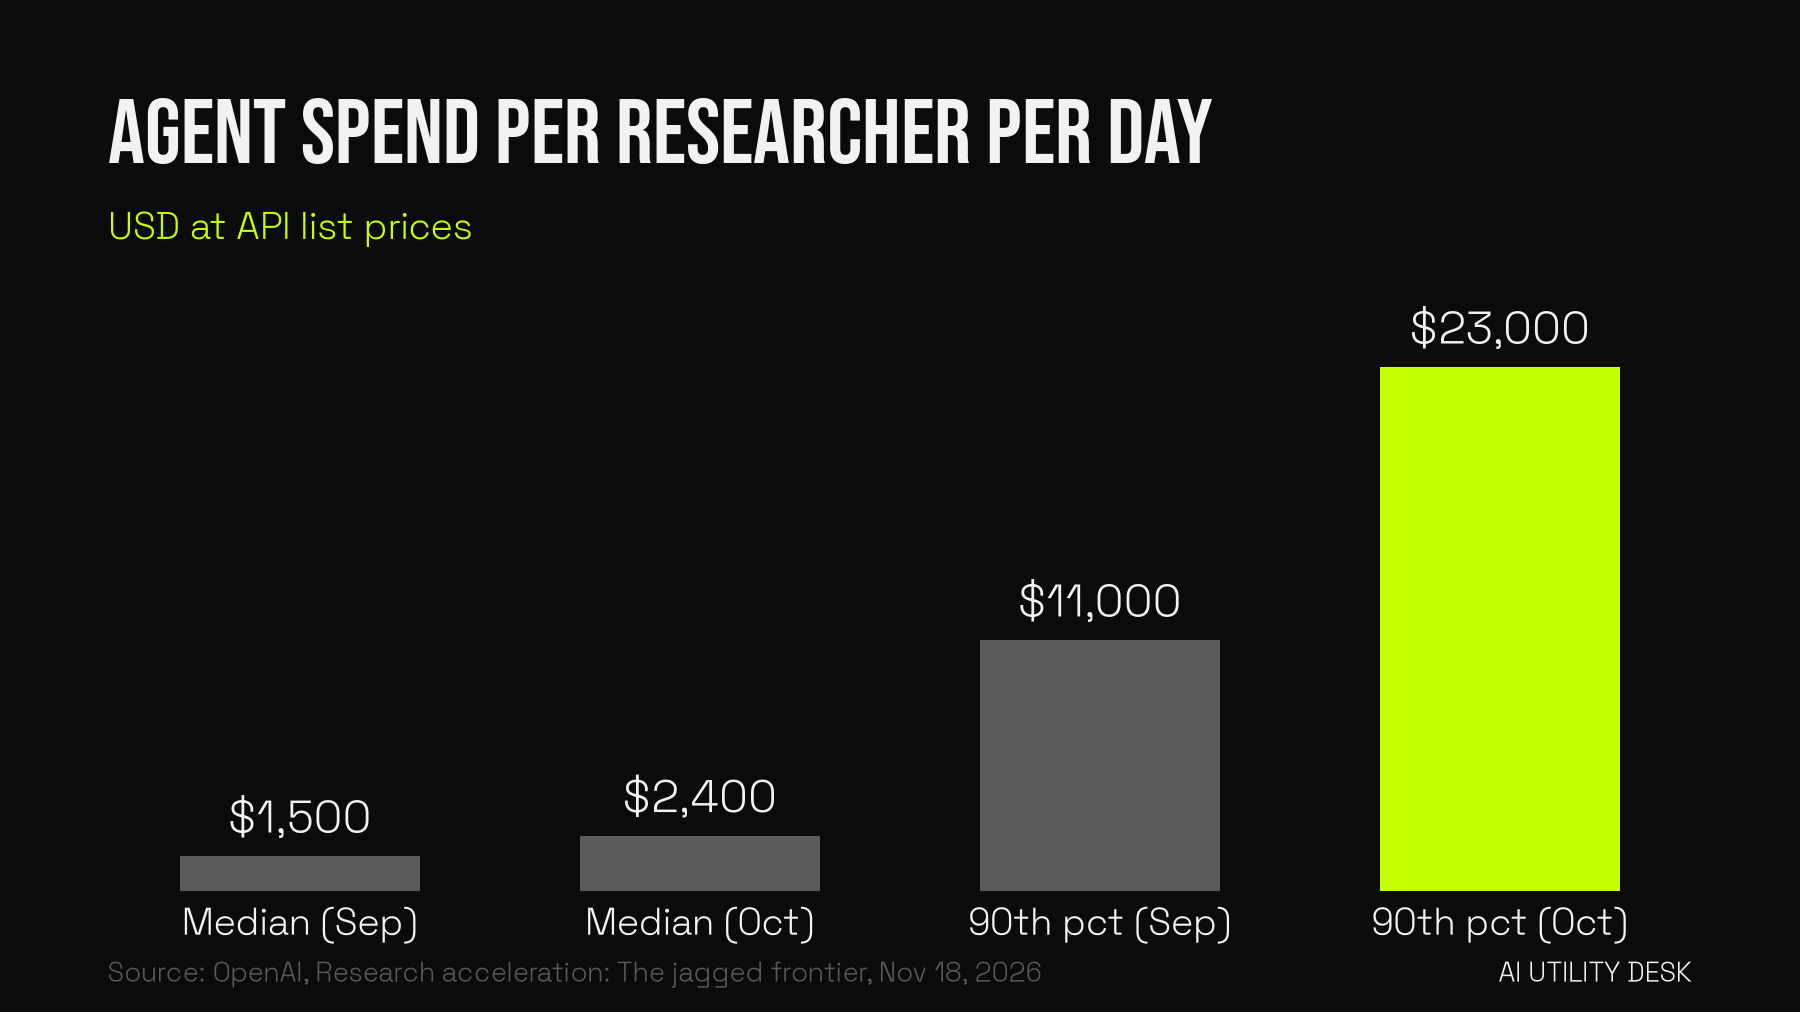 AGENT SPEND PER RESEARCHER PER DAY
USD at API list prices
$1,500
$2,400
$11,000
$23,000
Median (Sep)
Median (Oct)
90th pct (Sep)
90th pct (Oct)
Source: OpenAI, Research acceleration: The jagged frontier, Nov 18, 2026
AI UTILITY DESK